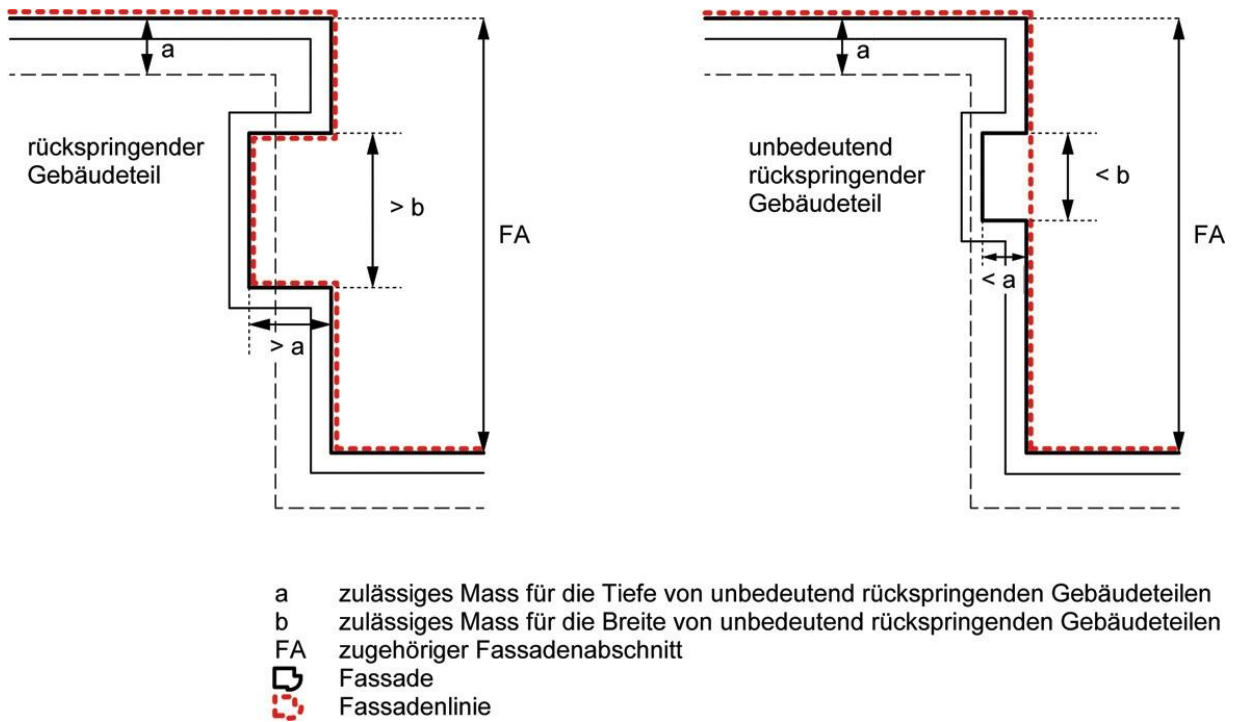 a
rückspringender
Gebäudeteil
> b
FA
> a
a
unbedeutend
rückspringender
Gebäudeteil
< b
FA
< a
a zulässiges Mass für die Tiefe von unbedeutend rückspringenden Gebäudeteilen
b zulässiges Mass für die Breite von unbedeutend rückspringenden Gebäudeteilen
FA zugehöriger Fassadenabschnitt
Fassade
Fassadenlinie